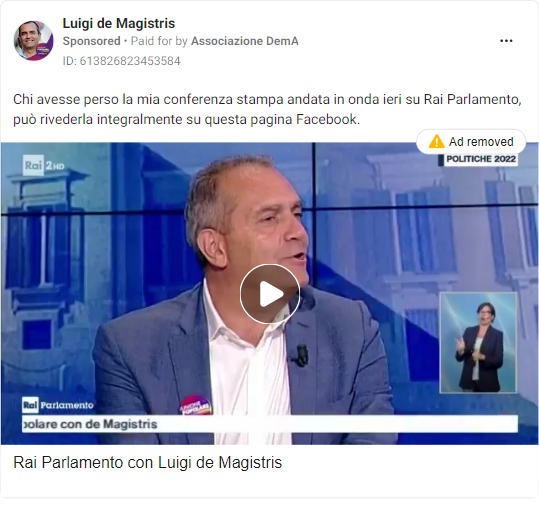 Luigi de Magistris
Sponsored • Paid for by Associazione DemA
ID: 613826823453584
Chi avesse perso la mia conferenza stampa andata in onda ieri su Rai Parlamento,
può rivederla integralmente su questa pagina Facebook.
Ad removed
Rai 2HD
POLITICHE 2022
UNIONE
POPOLARE
Rai Parlamento
polare con de Magistris
Rai Parlamento con Luigi de Magistris